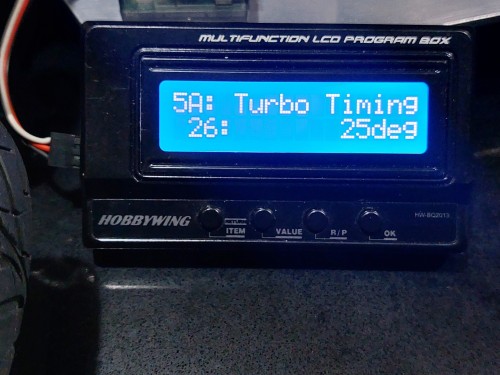 MULTIFUNCTION LCD PROGRAM BOX
5A: Turbo Timing
26: 25deg
HOBBYWING
ITEM VALUE R/P OK
HW-BQ2013